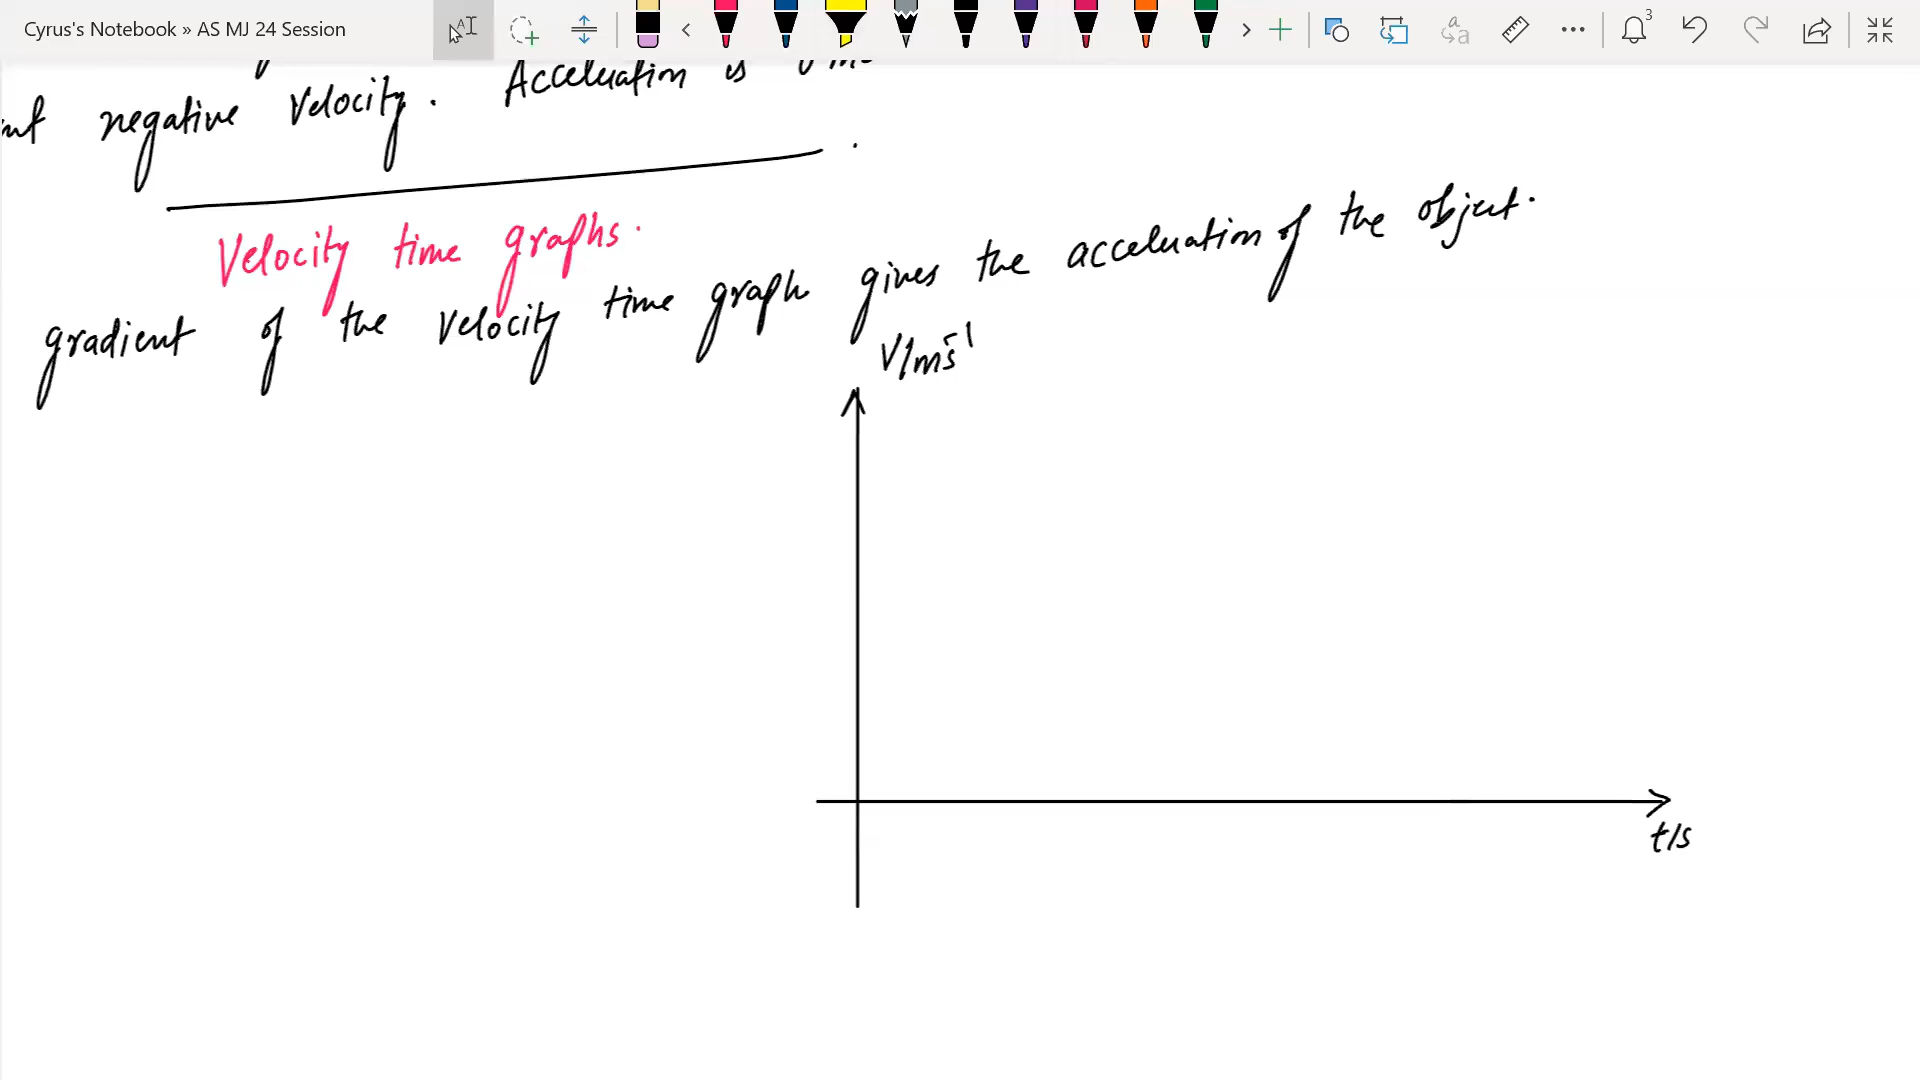 Cyrus's Notebook » AS MJ 24 Session
3
negative velocity. Acceleration is
Velocity time graphs.
gradient of the velocity time graph gives the acceleration of the object.
V/ms⁻¹
t/s